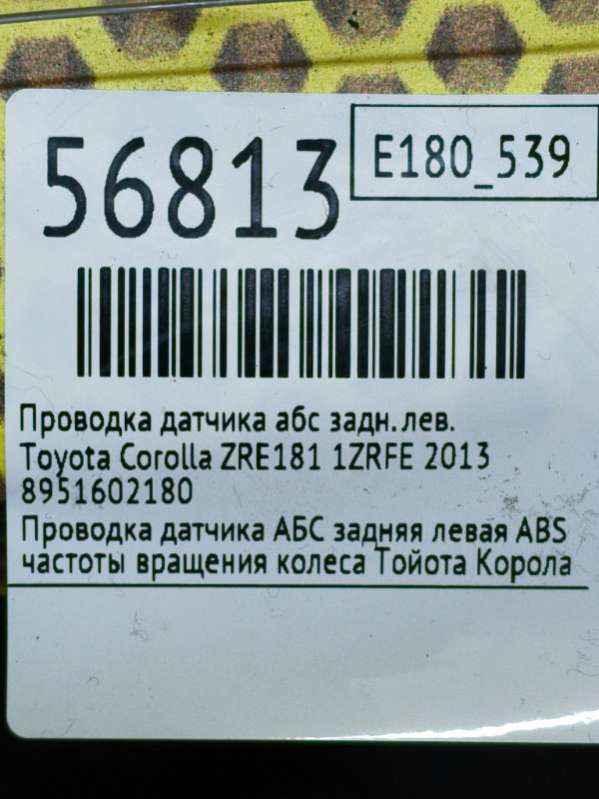 56813
E180_539
Проводка датчика абс задн.лев.
Toyota Corolla ZRE181 1ZRFE 2013
8951602180
Проводка датчика АБС задняя левая ABS
частоты вращения колеса Тойота Корола